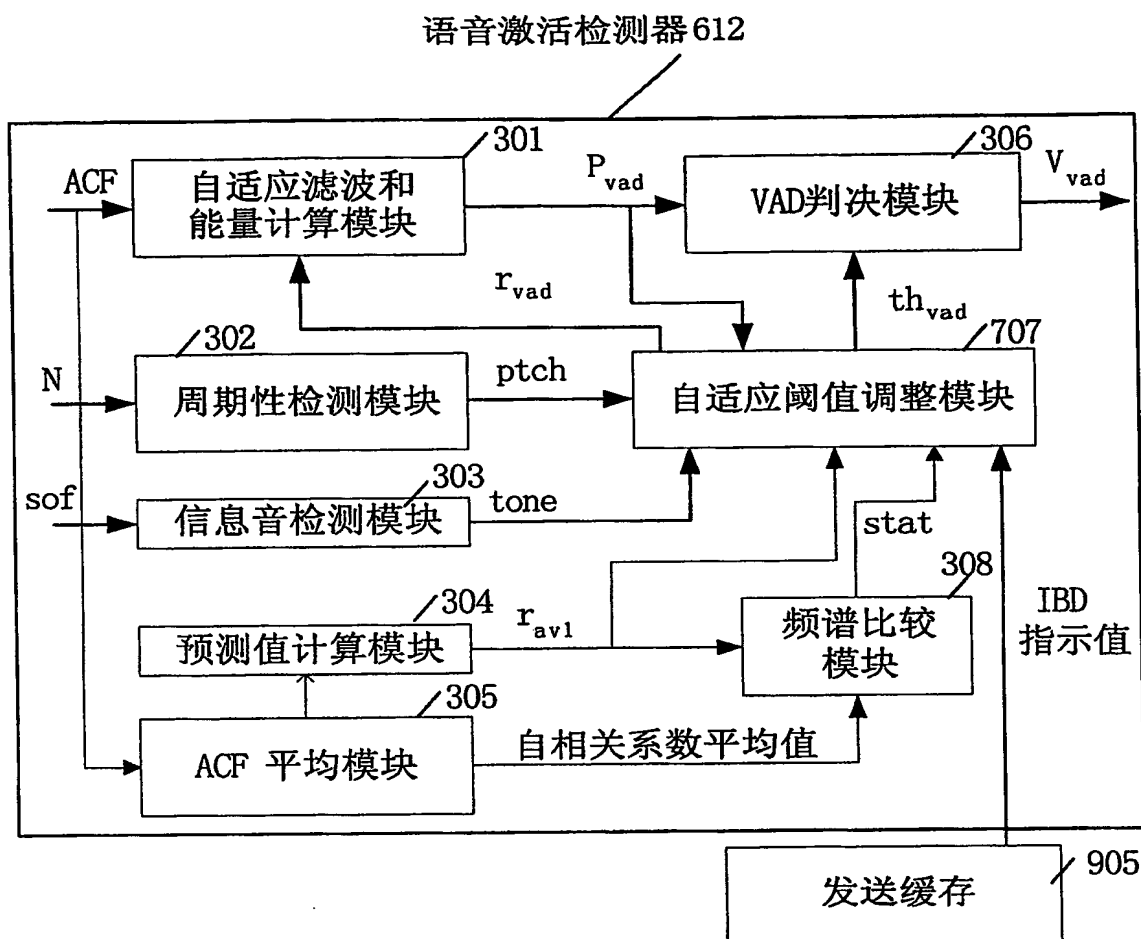 语音激活检测器612
301
306
ACF
自适应滤波和
能量计算模块
P_vad
VAD判决模块
V_vad
r_vad
th_vad
302
707
N
周期性检测模块
ptch
自适应阈值调整模块
303
sof
信息音检测模块
tone
stat
304
308
预测值计算模块
r_av1
频谱比较
模块
IBD
指示值
305
ACF 平均模块
自相关系数平均值
905
发送缓存